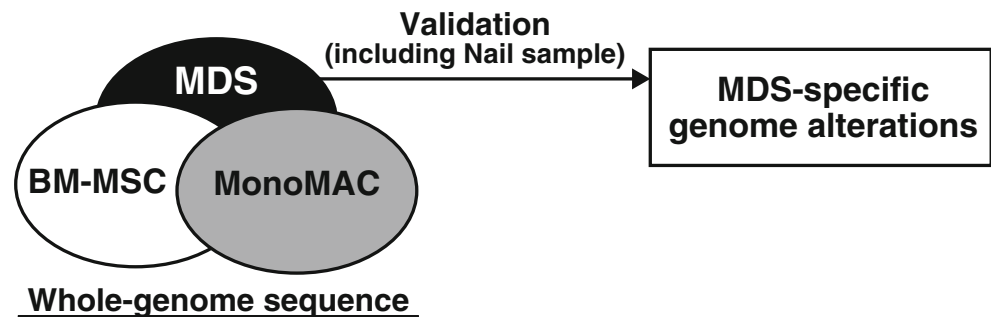 Validation
(including Nail sample)
MDS
MDS-specific
genome alterations
BM-MSC
MonoMAC
Whole-genome sequence